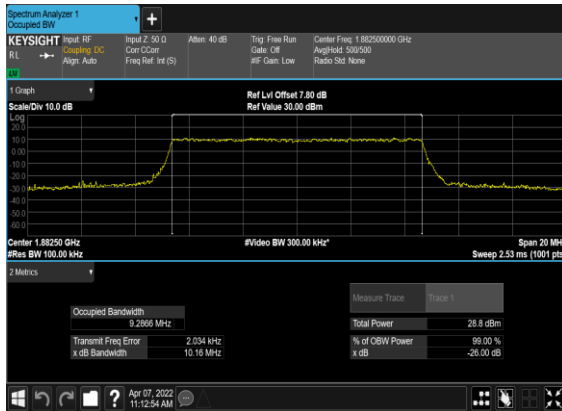 Spectrum Analyzer 1
Occupied BW
+
KEYSIGHT Input: RF Input Z: 50 Ω Atten: 40 dB Trig: Free Run Center Freq: 1.882500000 GHz
RL Coupling: DC Corr CCorr Gate: Off Avg|Hold: 500/500
Align: Auto Freq Ref: Int (S) #IF Gain: Low Radio Std: None
1 Graph
Ref Lvl Offset 7.80 dB
Scale/Div 10.0 dB Ref Value 30.00 dBm
Log
20.0
10.0
0.00
-10.0
-20.0
-30.0
-40.0
-50.0
-60.0
Center 1.88250 GHz #Video BW 300.00 kHz* Span 20 MH
#Res BW 100.00 kHz Sweep 2.53 ms (1001 pts
2 Metrics
Measure Trace Trace 1
Occupied Bandwidth
9.2866 MHz Total Power 28.8 dBm
Transmit Freq Error 2.034 kHz % of OBW Power 99.00 %
x dB Bandwidth 10.16 MHz x dB -26.00 dB
? Apr 07, 2022
11:12:54 AM